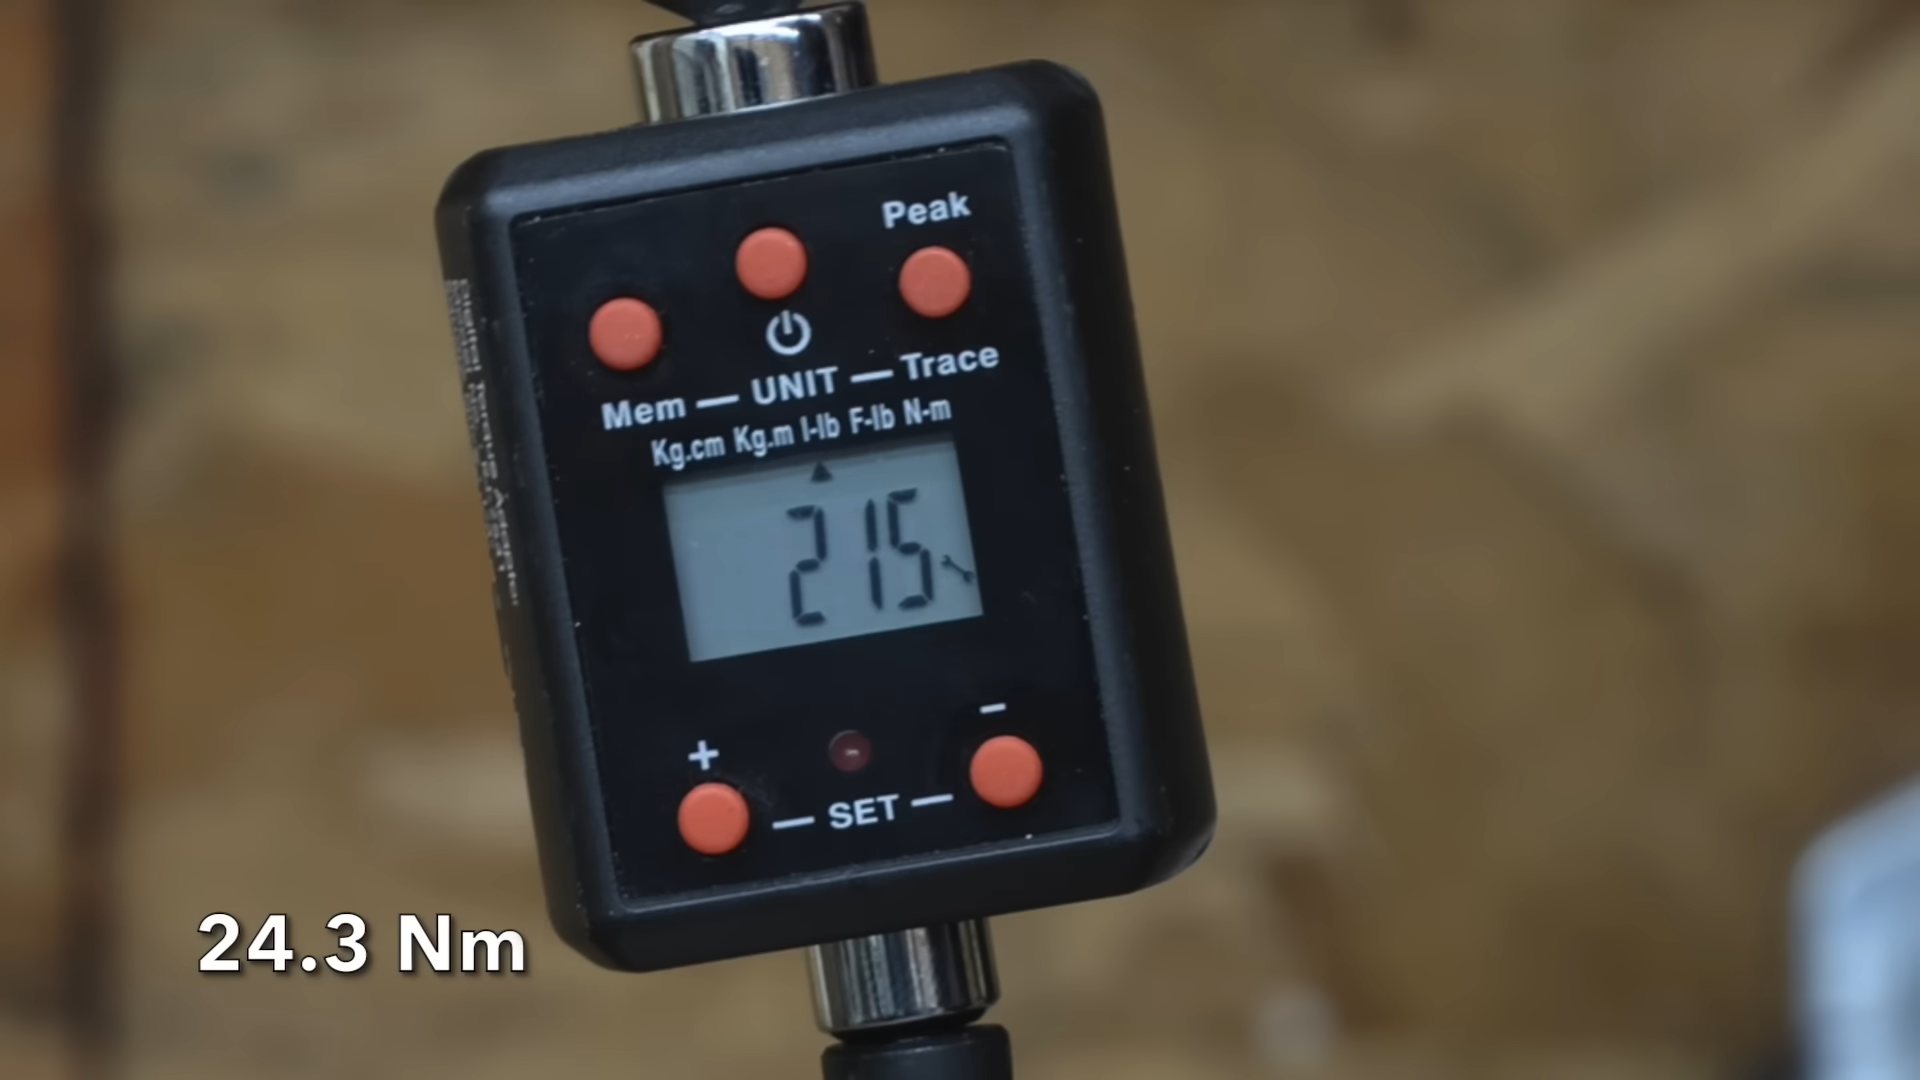 Peak
Mem — UNIT — Trace
Kg.cm Kg.m I-lb F-lb N-m
215
+ −
— SET —
24.3 Nm